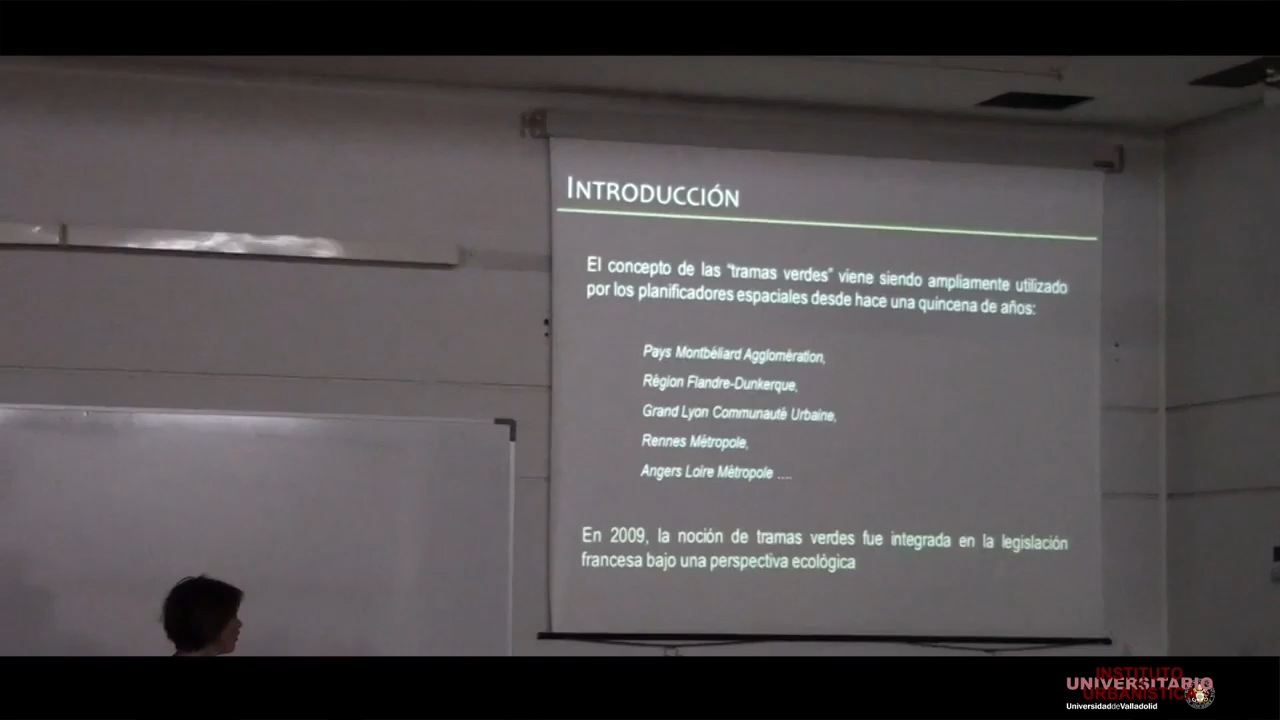 INTRODUCCIÓN
El concepto de las "tramas verdes" viene siendo ampliamente utilizado
por los planificadores espaciales desde hace una quincena de años:
Pays Montbéliard Agglomération,
Région Flandre-Dunkerque,
Grand Lyon Communauté Urbaine,
Rennes Métropole,
Angers Loire Métropole ....
En 2009, la noción de tramas verdes fue integrada en la legislación
francesa bajo una perspectiva ecológica
INSTITUTO
UNIVERSITARIO
URBANÍSTICA
UniversidaddeValladolid